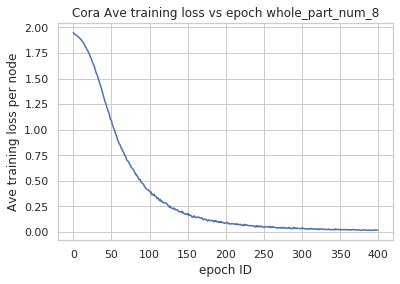 Cora Ave training loss vs epoch whole_part_num_8
Ave training loss per node
2.00
1.75
1.50
1.25
1.00
0.75
0.50
0.25
0.00
0 50 100 150 200 250 300 350 400
epoch ID